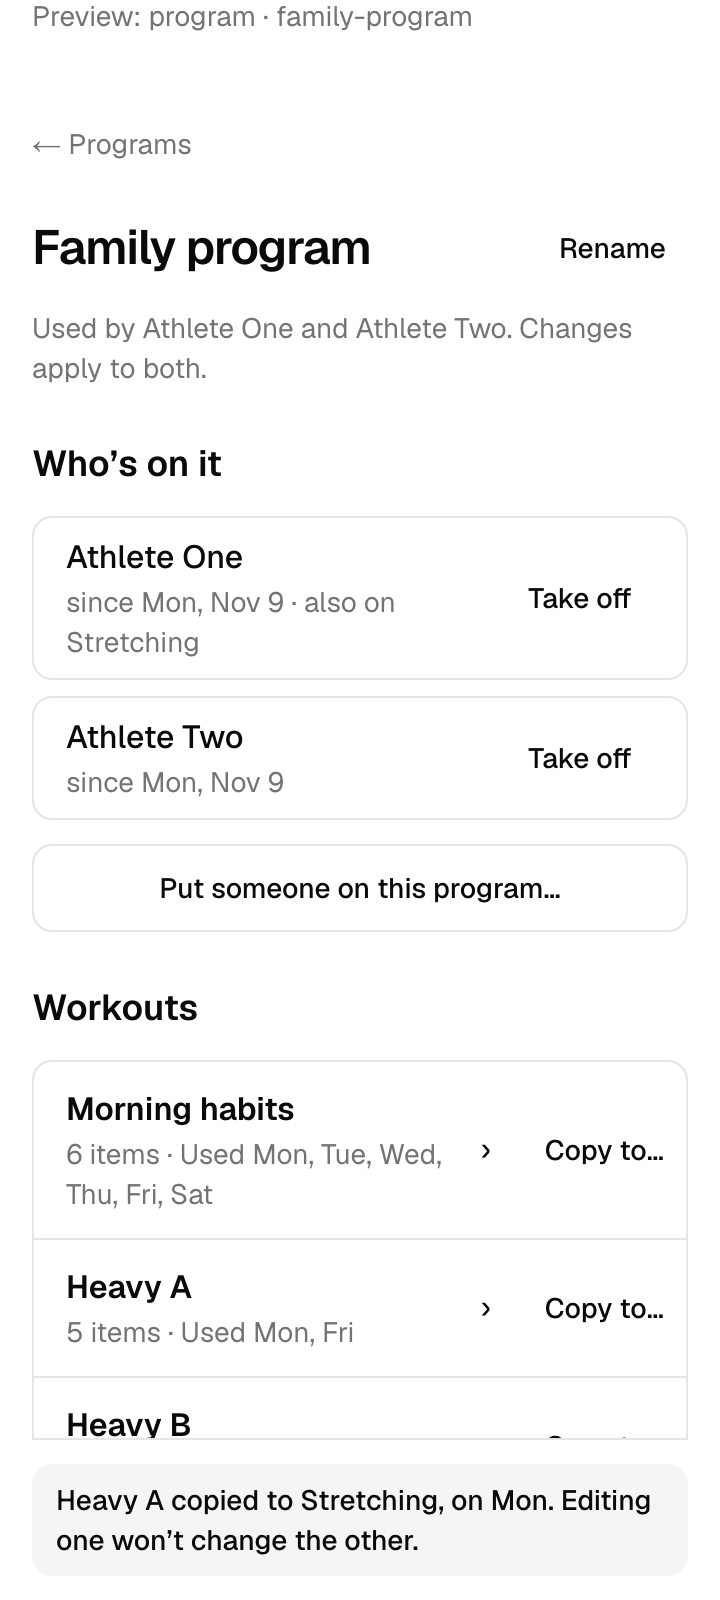 Preview: program · family-program
← Programs
Family program
Rename
Used by Athlete One and Athlete Two. Changes
apply to both.
Who’s on it
Athlete One
since Mon, Nov 9 · also on
Stretching
Take off
Athlete Two
since Mon, Nov 9
Take off
Put someone on this program...
Workouts
Morning habits
6 items · Used Mon, Tue, Wed,
Thu, Fri, Sat
› Copy to...
Heavy A
5 items · Used Mon, Fri
› Copy to...
Heavy B
Heavy A copied to Stretching, on Mon. Editing
one won’t change the other.